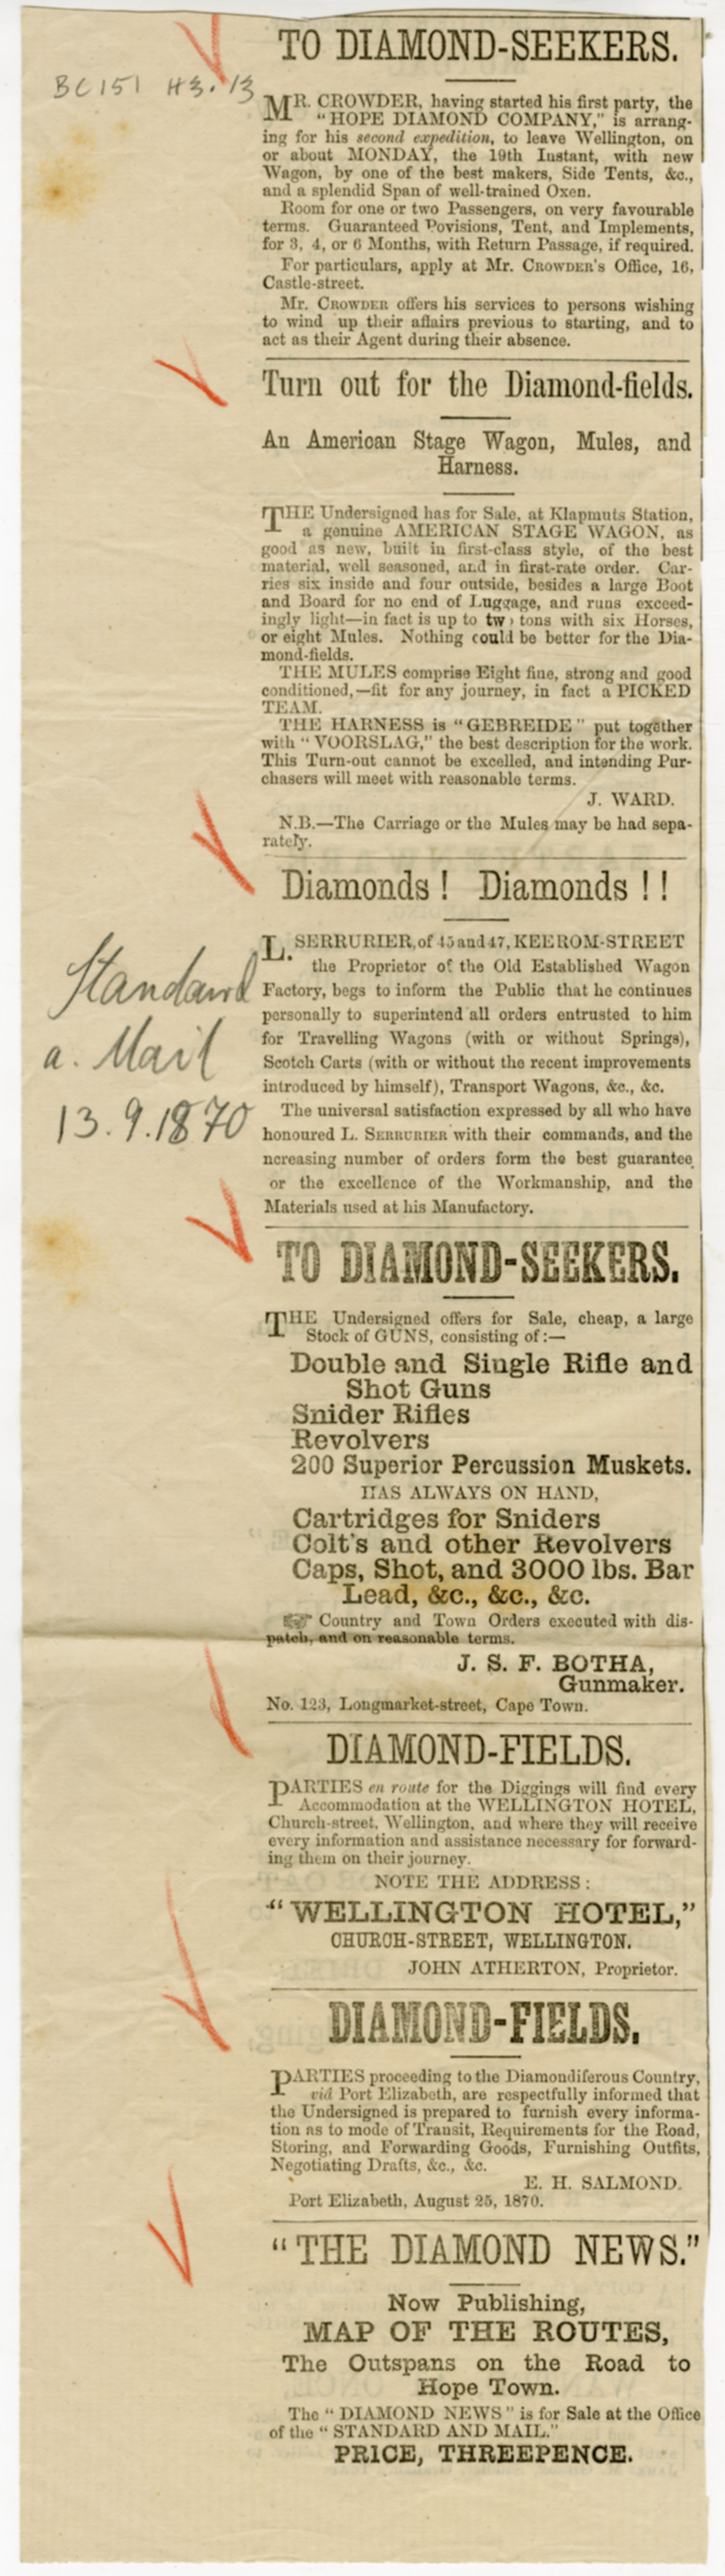 BC151 H3.13
TO DIAMOND-SEEKERS.
MR. CROWDER, having started his first party, the
"HOPE DIAMOND COMPANY," is arrang-
ing for his second expedition, to leave Wellington, on
or about MONDAY, the 19th Instant, with new
Wagon, by one of the best makers, Side Tents, &c.,
and a splendid Span of well-trained Oxen.
Room for one or two Passengers, on very favourable
terms. Guaranteed Povisions, Tent, and Implements,
for 3, 4, or 6 Months, with Return Passage, if required.
For particulars, apply at Mr. CROWDER'S Office, 16,
Castle-street.
Mr. CROWDER offers his services to persons wishing
to wind up their affairs previous to starting, and to
act as their Agent during their absence.
Turn out for the Diamond-fields.
An American Stage Wagon, Mules, and
Harness.
THE Undersigned has for Sale, at Klapmuts Station,
a genuine AMERICAN STAGE WAGON, as
good as new, built in first-class style, of the best
material, well seasoned, and in first-rate order. Car-
ries six inside and four outside, besides a large Boot
and Board for no end of Luggage, and runs exceed-
ingly light—in fact is up to tw, tons with six Horses,
or eight Mules. Nothing could be better for the Dia-
mond-fields.
THE MULES comprise Eight fine, strong and good
conditioned,—fit for any journey, in fact a PICKED
TEAM.
THE HARNESS is "GEBREIDE" put together
with "VOORSLAG," the best description for the work.
This Turn-out cannot be excelled, and intending Pur-
chasers will meet with reasonable terms.
J. WARD.
N.B.—The Carriage or the Mules may be had sepa-
rately.
Diamonds! Diamonds!!
L. SERRURIER, of 45 and 47, KEEROM-STREET
the Proprietor of the Old Established Wagon
Factory, begs to inform the Public that he continues
personally to superintend all orders entrusted to him
for Travelling Wagons (with or without Springs),
Scotch Carts (with or without the recent improvements
introduced by himself), Transport Wagons, &c., &c.
The universal satisfaction expressed by all who have
honoured L. SERRURIER with their commands, and the
ncreasing number of orders form the best guarantee
or the excellence of the Workmanship, and the
Materials used at his Manufactory.
Standard
a. Mail
13.9.1870
TO DIAMOND-SEEKERS.
THE Undersigned offers for Sale, cheap, a large
Stock of GUNS, consisting of:—
Double and Single Rifle and
Shot Guns
Snider Rifles
Revolvers
200 Superior Percussion Muskets.
HAS ALWAYS ON HAND,
Cartridges for Sniders
Colt's and other Revolvers
Caps, Shot, and 3000 lbs. Bar
Lead, &c., &c., &c.
☞ Country and Town Orders executed with dis-
patch, and on reasonable terms.
J. S. F. BOTHA,
Gunmaker.
No. 123, Longmarket-street, Cape Town.
DIAMOND-FIELDS.
PARTIES en route for the Diggings will find every
Accommodation at the WELLINGTON HOTEL,
Church-street, Wellington, and where they will receive
every information and assistance necessary for forward-
ing them on their journey.
NOTE THE ADDRESS:
"WELLINGTON HOTEL,"
CHURCH-STREET, WELLINGTON.
JOHN ATHERTON, Proprietor.
DIAMOND-FIELDS.
PARTIES proceeding to the Diamondiferous Country,
viâ Port Elizabeth, are respectfully informed that
the Undersigned is prepared to furnish every informa-
tion as to mode of Transit, Requirements for the Road,
Storing, and Forwarding Goods, Furnishing Outfits,
Negotiating Drafts, &c., &c.
E. H. SALMOND.
Port Elizabeth, August 25, 1870.
"THE DIAMOND NEWS."
Now Publishing,
MAP OF THE ROUTES,
The Outspans on the Road to
Hope Town.
The "DIAMOND NEWS" is for Sale at the Office
of the "STANDARD AND MAIL."
PRICE, THREEPENCE.